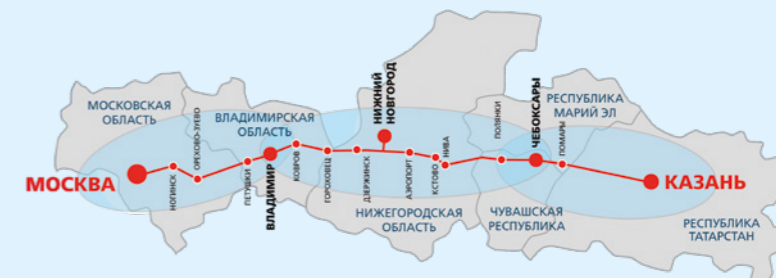 МОСКОВСКАЯ
ОБЛАСТЬ
ОРЕХОВО-ЗУЕВО
ВЛАДИМИРСКАЯ
ОБЛАСТЬ
НИЖНИЙ
НОВГОРОД
ПОЛЯНКИ
ЧЕБОКСАРЫ
РЕСПУБЛИКА
МАРИЙ ЭЛ
МОСКВА
НОГИНСК
ПЕТУШКИ
ВЛАДИМИР
КОВРОВ
ГОРОХОВЕЦ
ДЗЕРЖИНСК
АЭРОПОРТ
КСТОВО
НИВА
ПОМАРЫ
КАЗАНЬ
НИЖЕГОРОДСКАЯ
ОБЛАСТЬ
ЧУВАШСКАЯ
РЕСПУБЛИКА
РЕСПУБЛИКА
ТАТАРСТАН